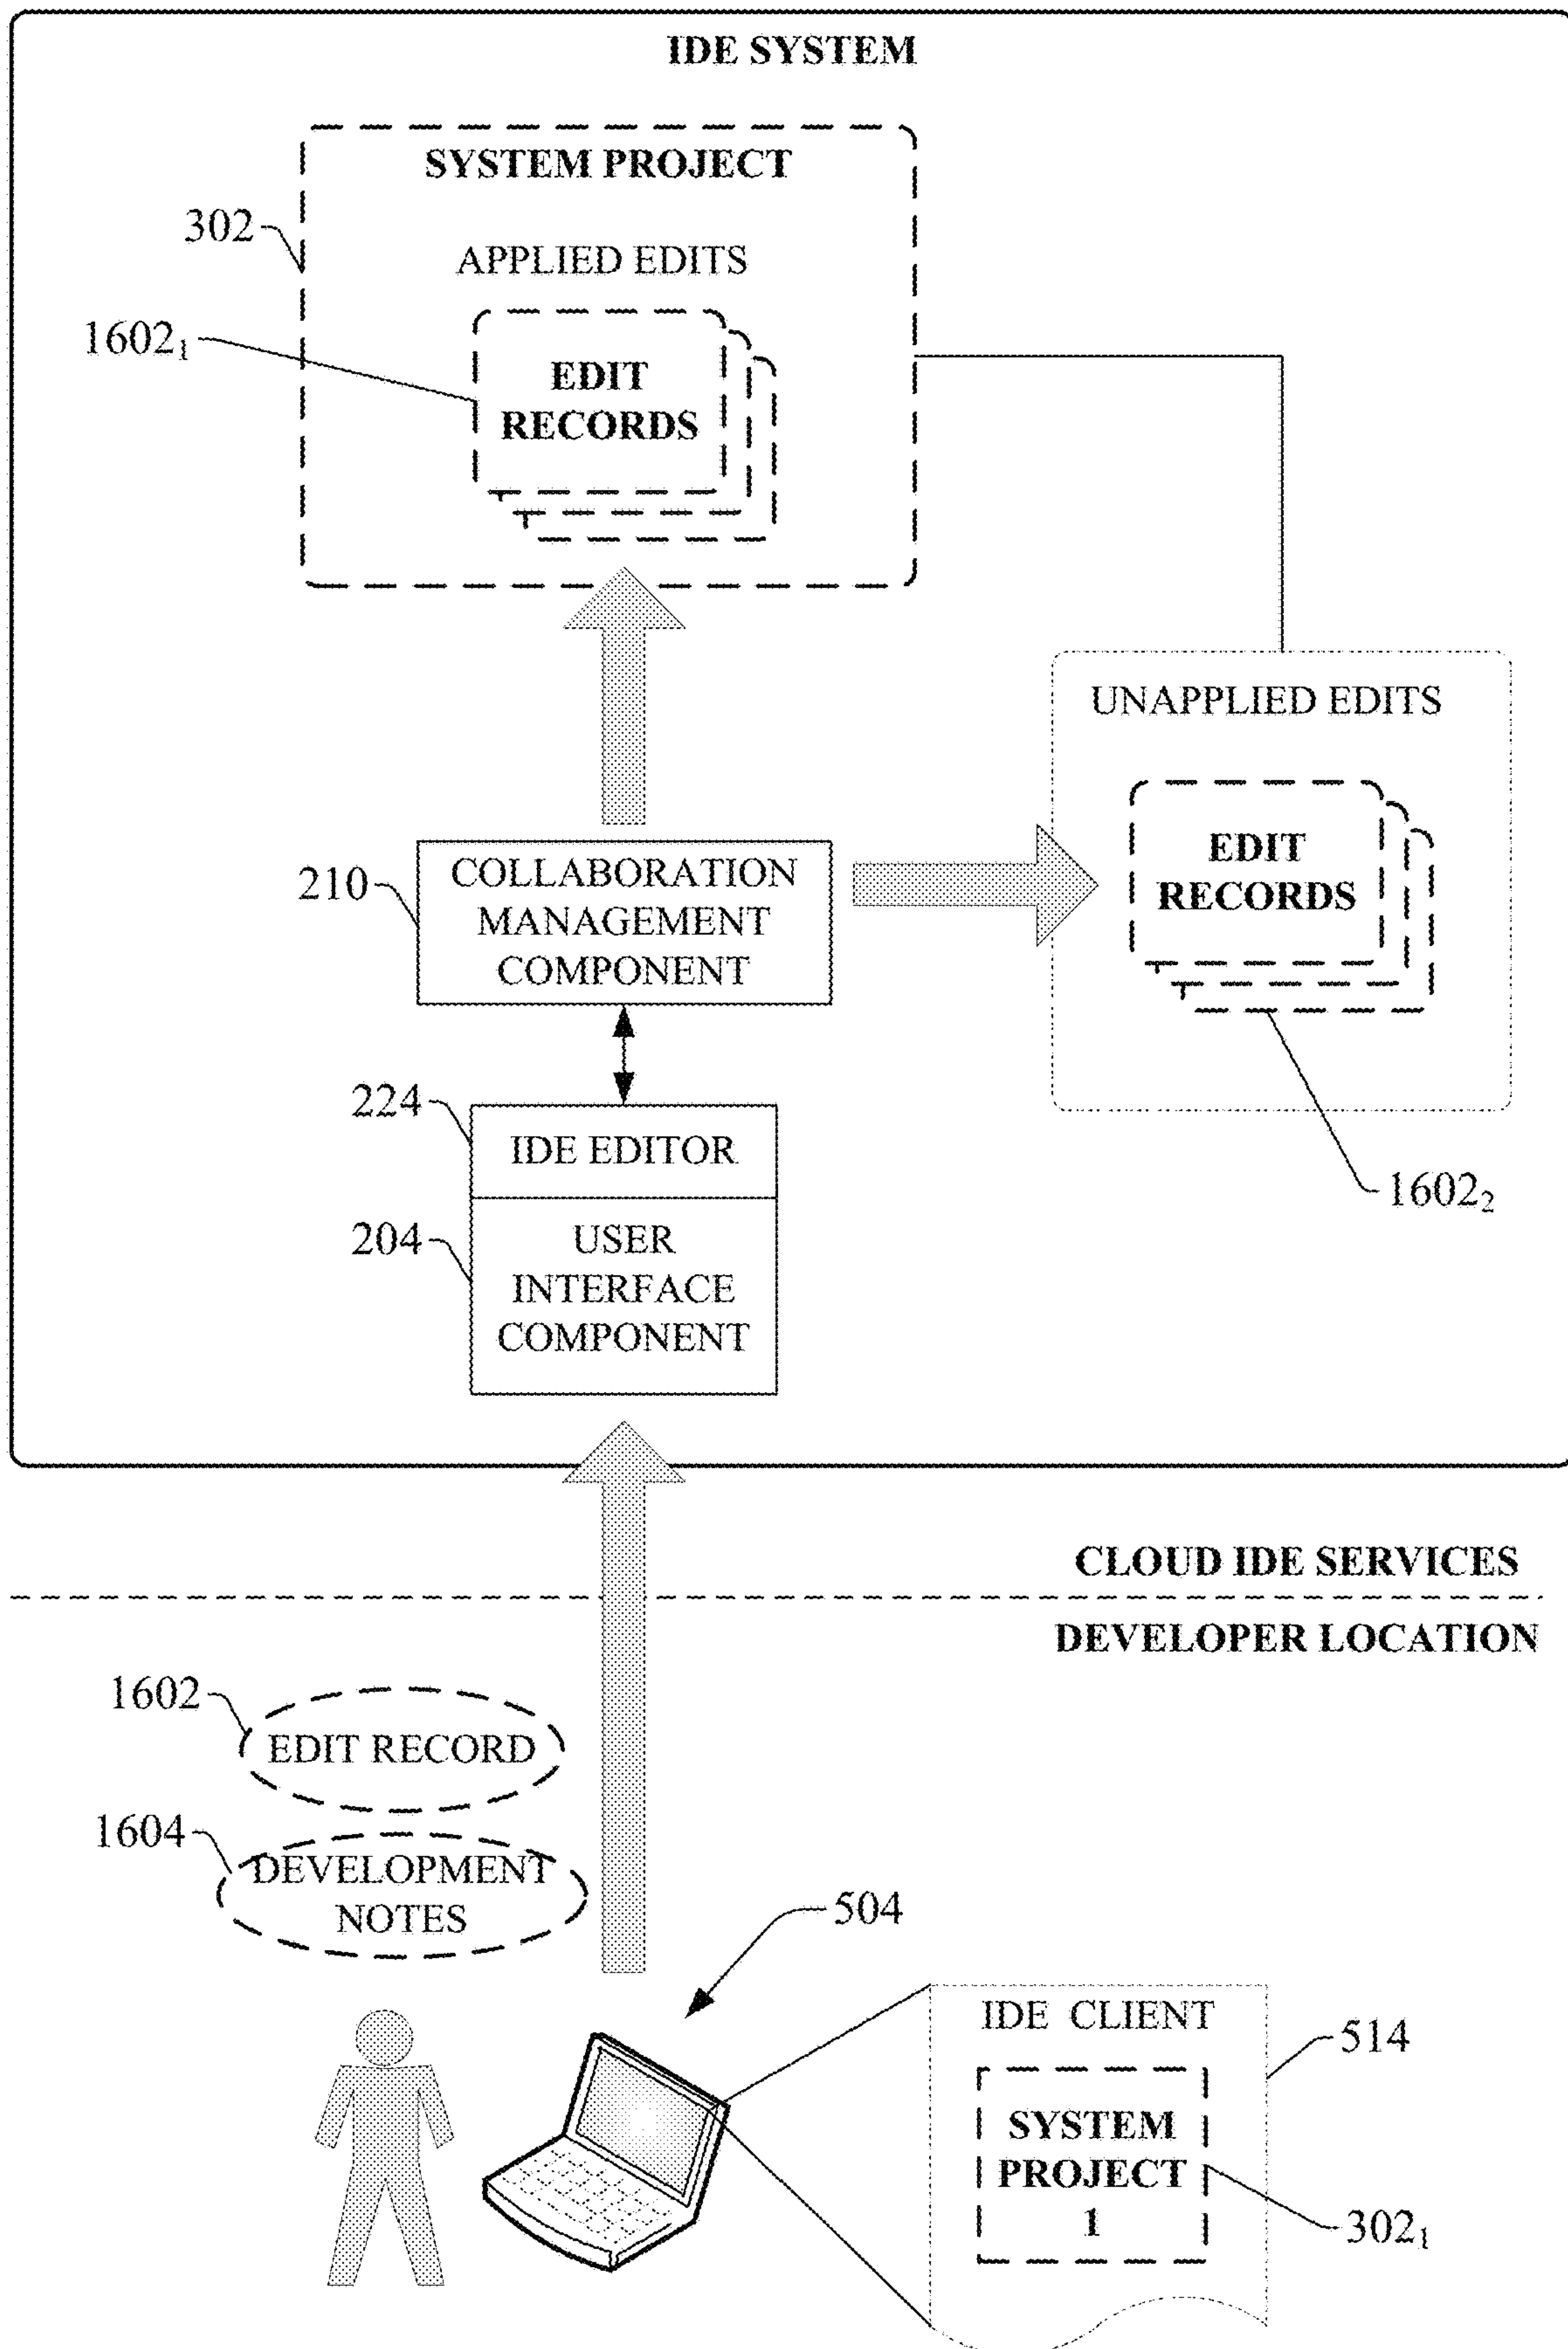 IDE SYSTEM
SYSTEM PROJECT
302
APPLIED EDITS
1602₁
EDIT
RECORDS
UNAPPLIED EDITS
EDIT
RECORDS
1602₂
210
COLLABORATION
MANAGEMENT
COMPONENT
224
IDE EDITOR
204
USER
INTERFACE
COMPONENT
CLOUD IDE SERVICES
DEVELOPER LOCATION
1602
EDIT RECORD
1604
DEVELOPMENT
NOTES
504
IDE CLIENT
514
SYSTEM
PROJECT
1
302₁